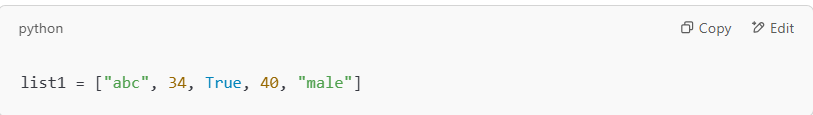 python
Copy
Edit
list1 = ["abc", 34, True, 40, "male"]